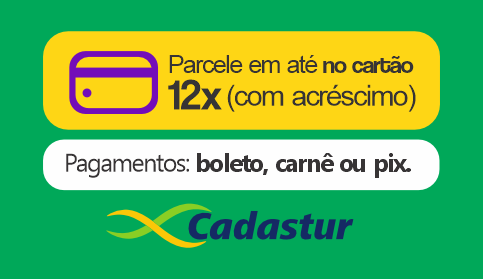 Parcele em até no cartão
12x (com acréscimo)
Pagamentos: boleto, carnê ou pix.
Cadastur